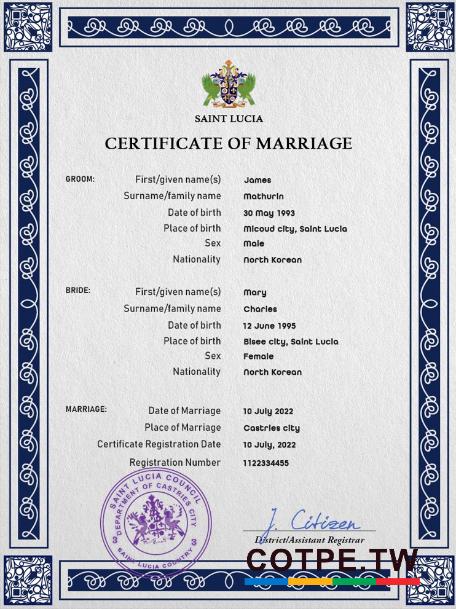 SAINT LUCIA
CERTIFICATE OF MARRIAGE
GROOM: First/given name(s) James
Surname/family name Mathurin
Date of birth 30 May 1993
Place of birth Micoud city, Saint Lucia
Sex Male
Nationality North Korean
BRIDE: First/given name(s) Mary
Surname/family name Charles
Date of birth 12 June 1995
Place of birth Bisee city, Saint Lucia
Sex Female
Nationality North Korean
MARRIAGE: Date of Marriage 10 July 2022
Place of Marriage Castries city
Certificate Registration Date 10 July, 2022
Registration Number 1122334455
SAINT LUCIA COUNCIL
DEPARTMENT OF CASTRIES CITY
3 3
SAINT LUCIA COUNTRY
J. Citizen
District/Assistant Registrar
COTPE.TW